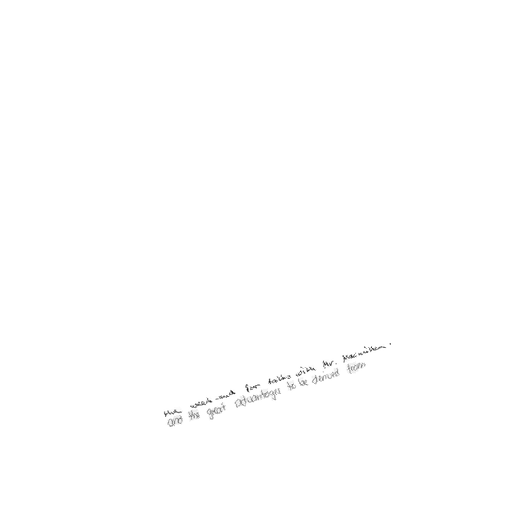 the week-end for talks with Mr. Macmillan.
and the great advantages to be derived from